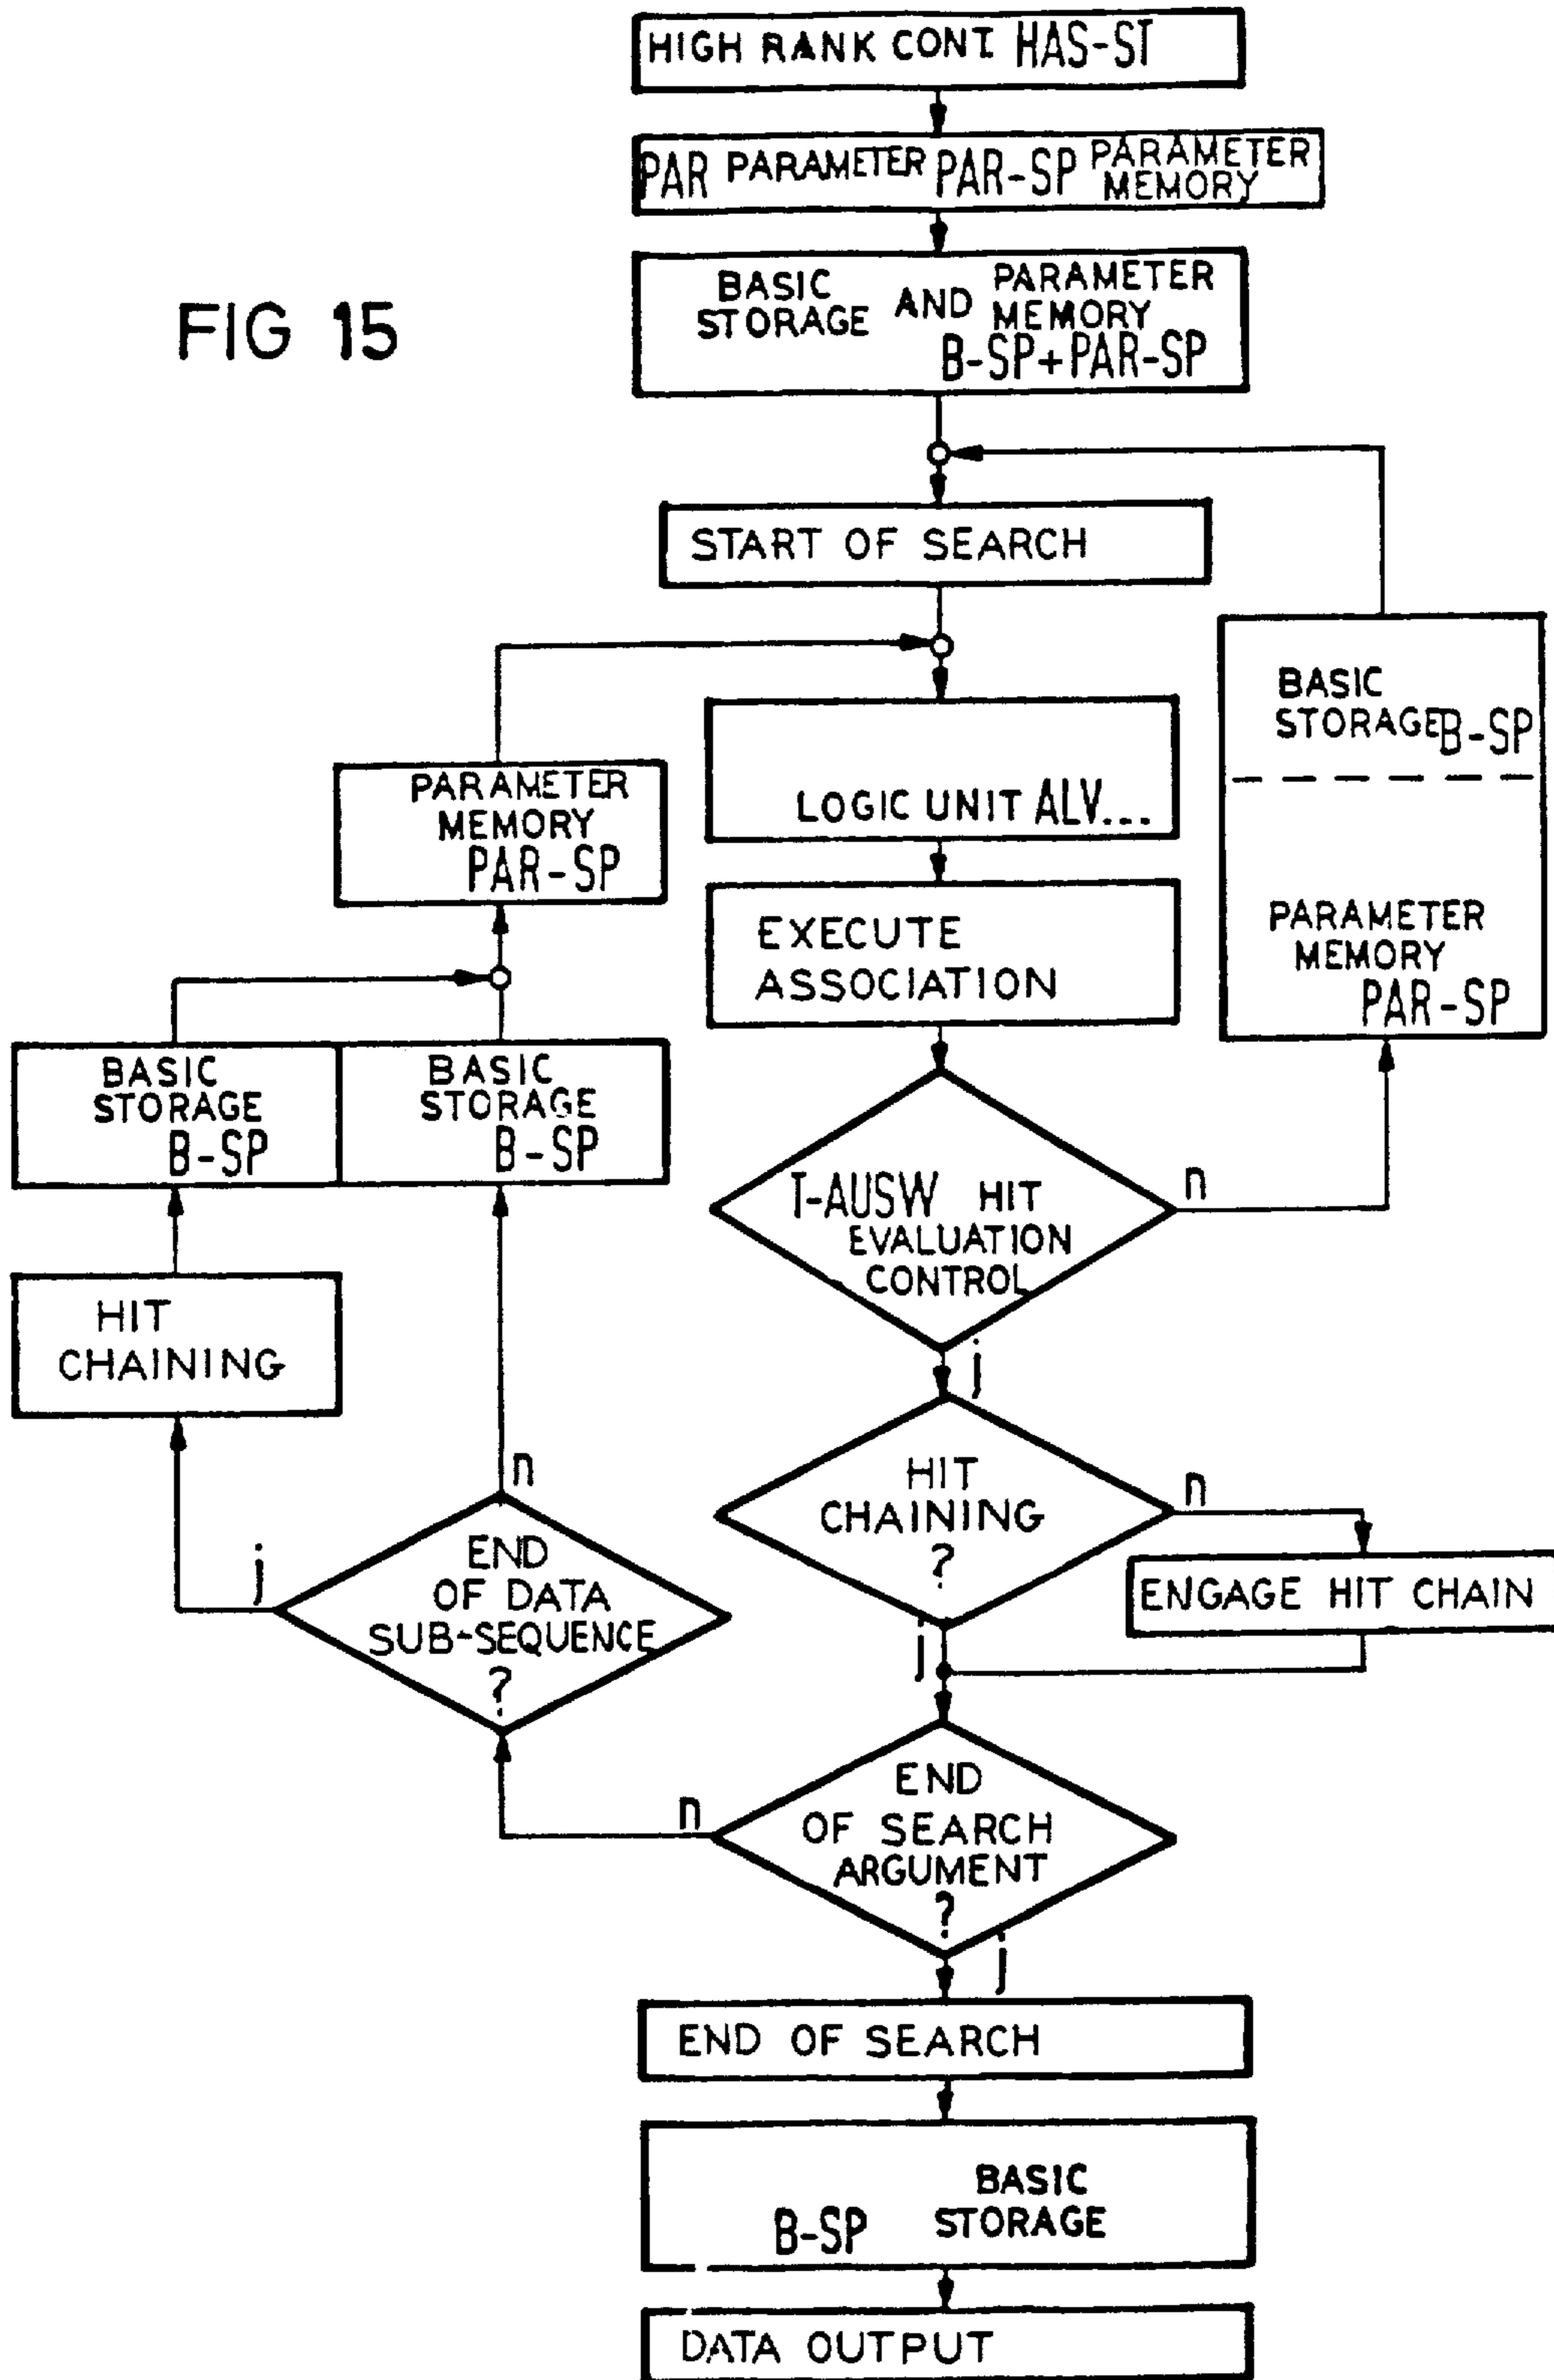 HIGH RANK CONT. HAS-ST
PAR PARAMETER PAR-SP PARAMETER
MEMORY
FIG 15
BASIC
STORAGE AND PARAMETER
MEMORY
B-SP+PAR-SP
START OF SEARCH
BASIC
STORAGE B-SP
PARAMETER
MEMORY
PAR-SP
LOGIC UNIT ALV...
PARAMETER
MEMORY
PAR-SP
EXECUTE
ASSOCIATION
BASIC
STORAGE
B-SP
BASIC
STORAGE
B-SP
T-AUSW HIT
EVALUATION
CONTROL
n
j
HIT
CHAINING
HIT
CHAINING
?
n
j
ENGAGE HIT CHAIN
n
j
END
OF DATA
SUB-SEQUENCE
?
END
OF SEARCH
ARGUMENT
?
n
j
END OF SEARCH
BASIC
B-SP STORAGE
DATA OUTPUT